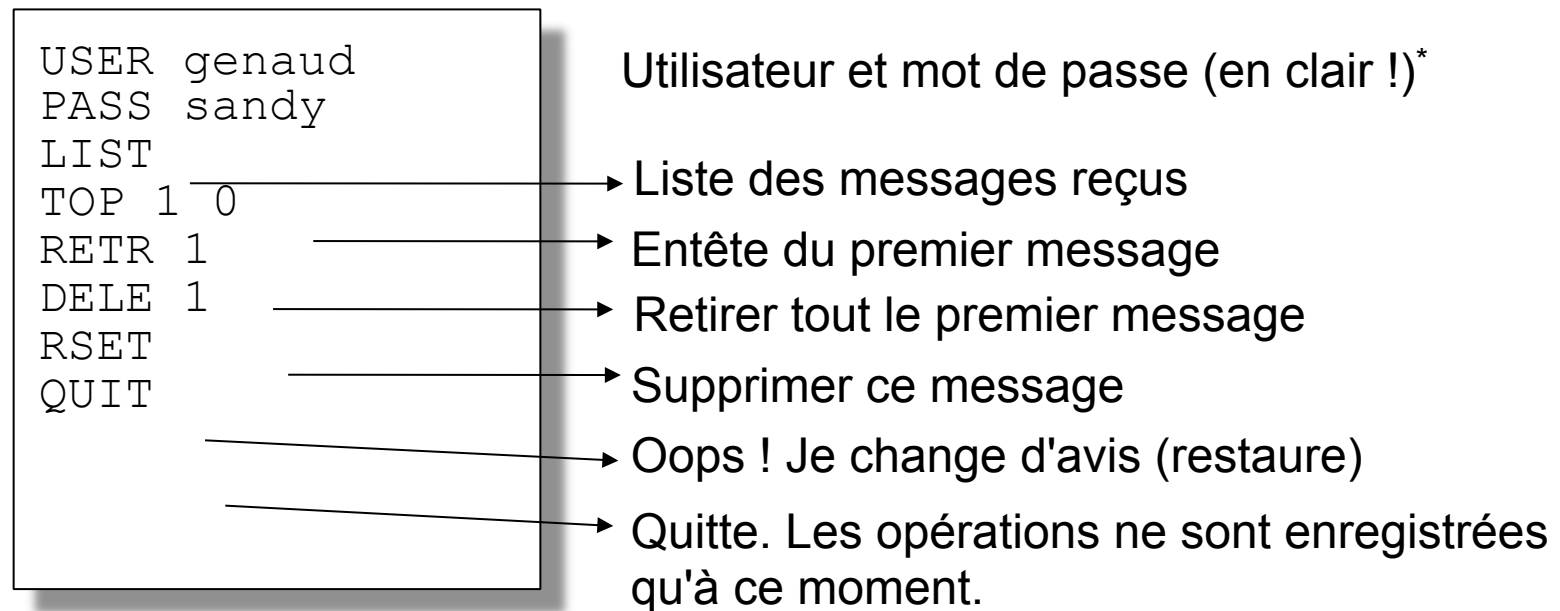 USER genaud
PASS sandy
LIST
TOP 1 0
RETR 1
DELE 1
RSET
QUIT
Utilisateur et mot de passe (en clair !)*
Liste des messages reçus
Entête du premier message
Retirer tout le premier message
Supprimer ce message
Oops ! Je change d'avis (restaure)
Quitte. Les opérations ne sont enregistrées
qu'à ce moment.